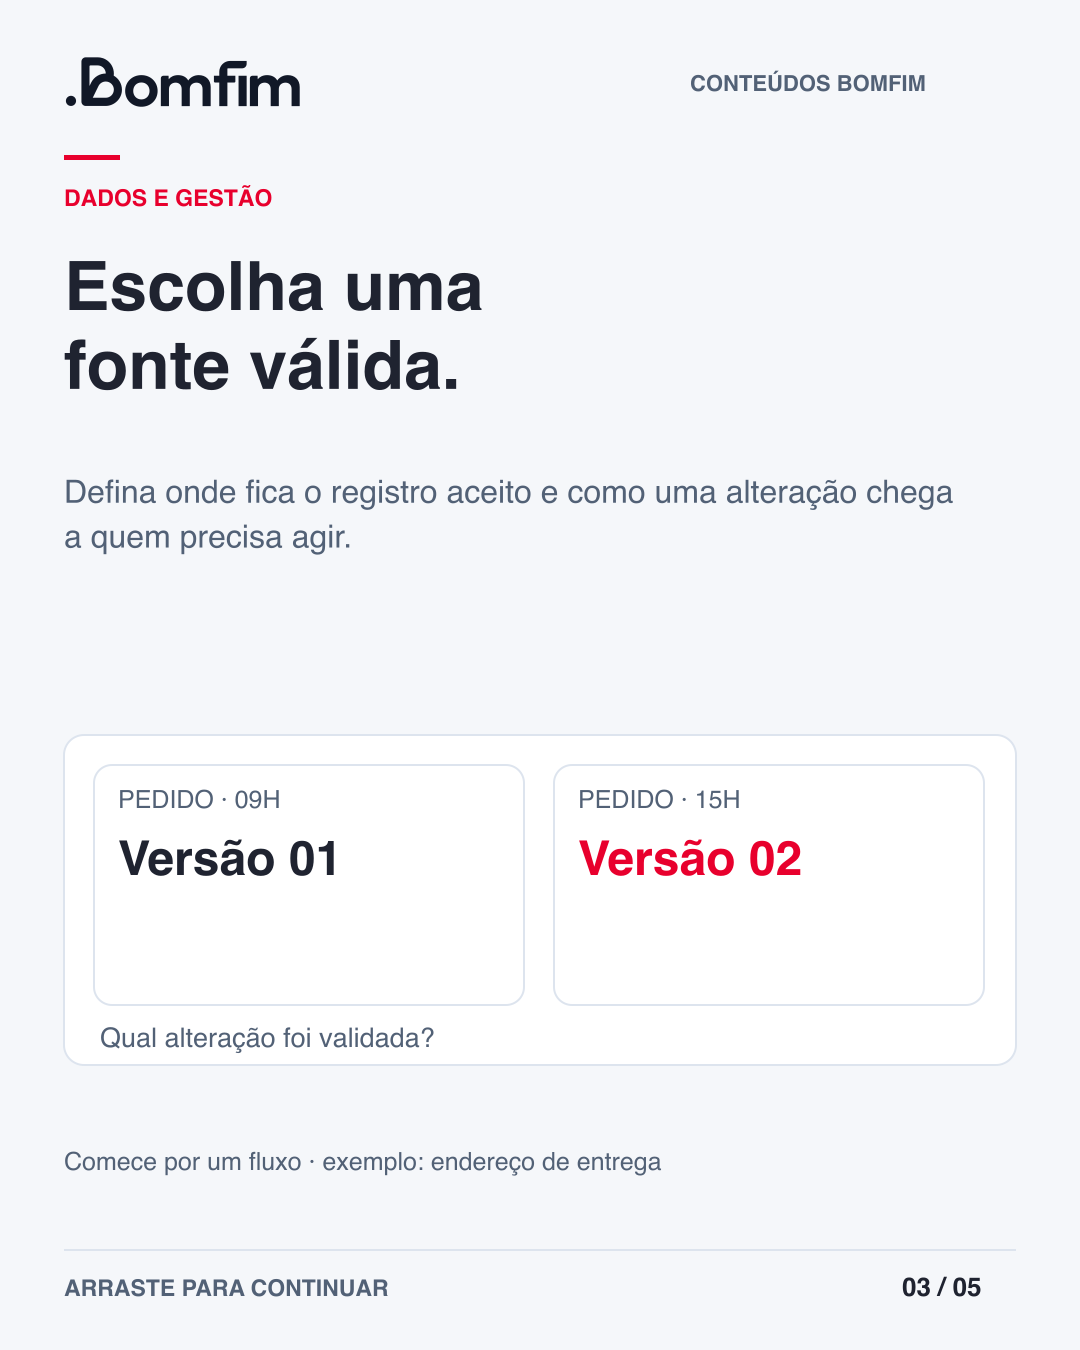 .Bomfim
CONTEÚDOS BOMFIM
DADOS E GESTÃO
Escolha uma
fonte válida.
Defina onde fica o registro aceito e como uma alteração chega
a quem precisa agir.
PEDIDO · 09H
Versão 01
PEDIDO · 15H
Versão 02
Qual alteração foi validada?
Comece por um fluxo · exemplo: endereço de entrega
ARRASTE PARA CONTINUAR
03 / 05